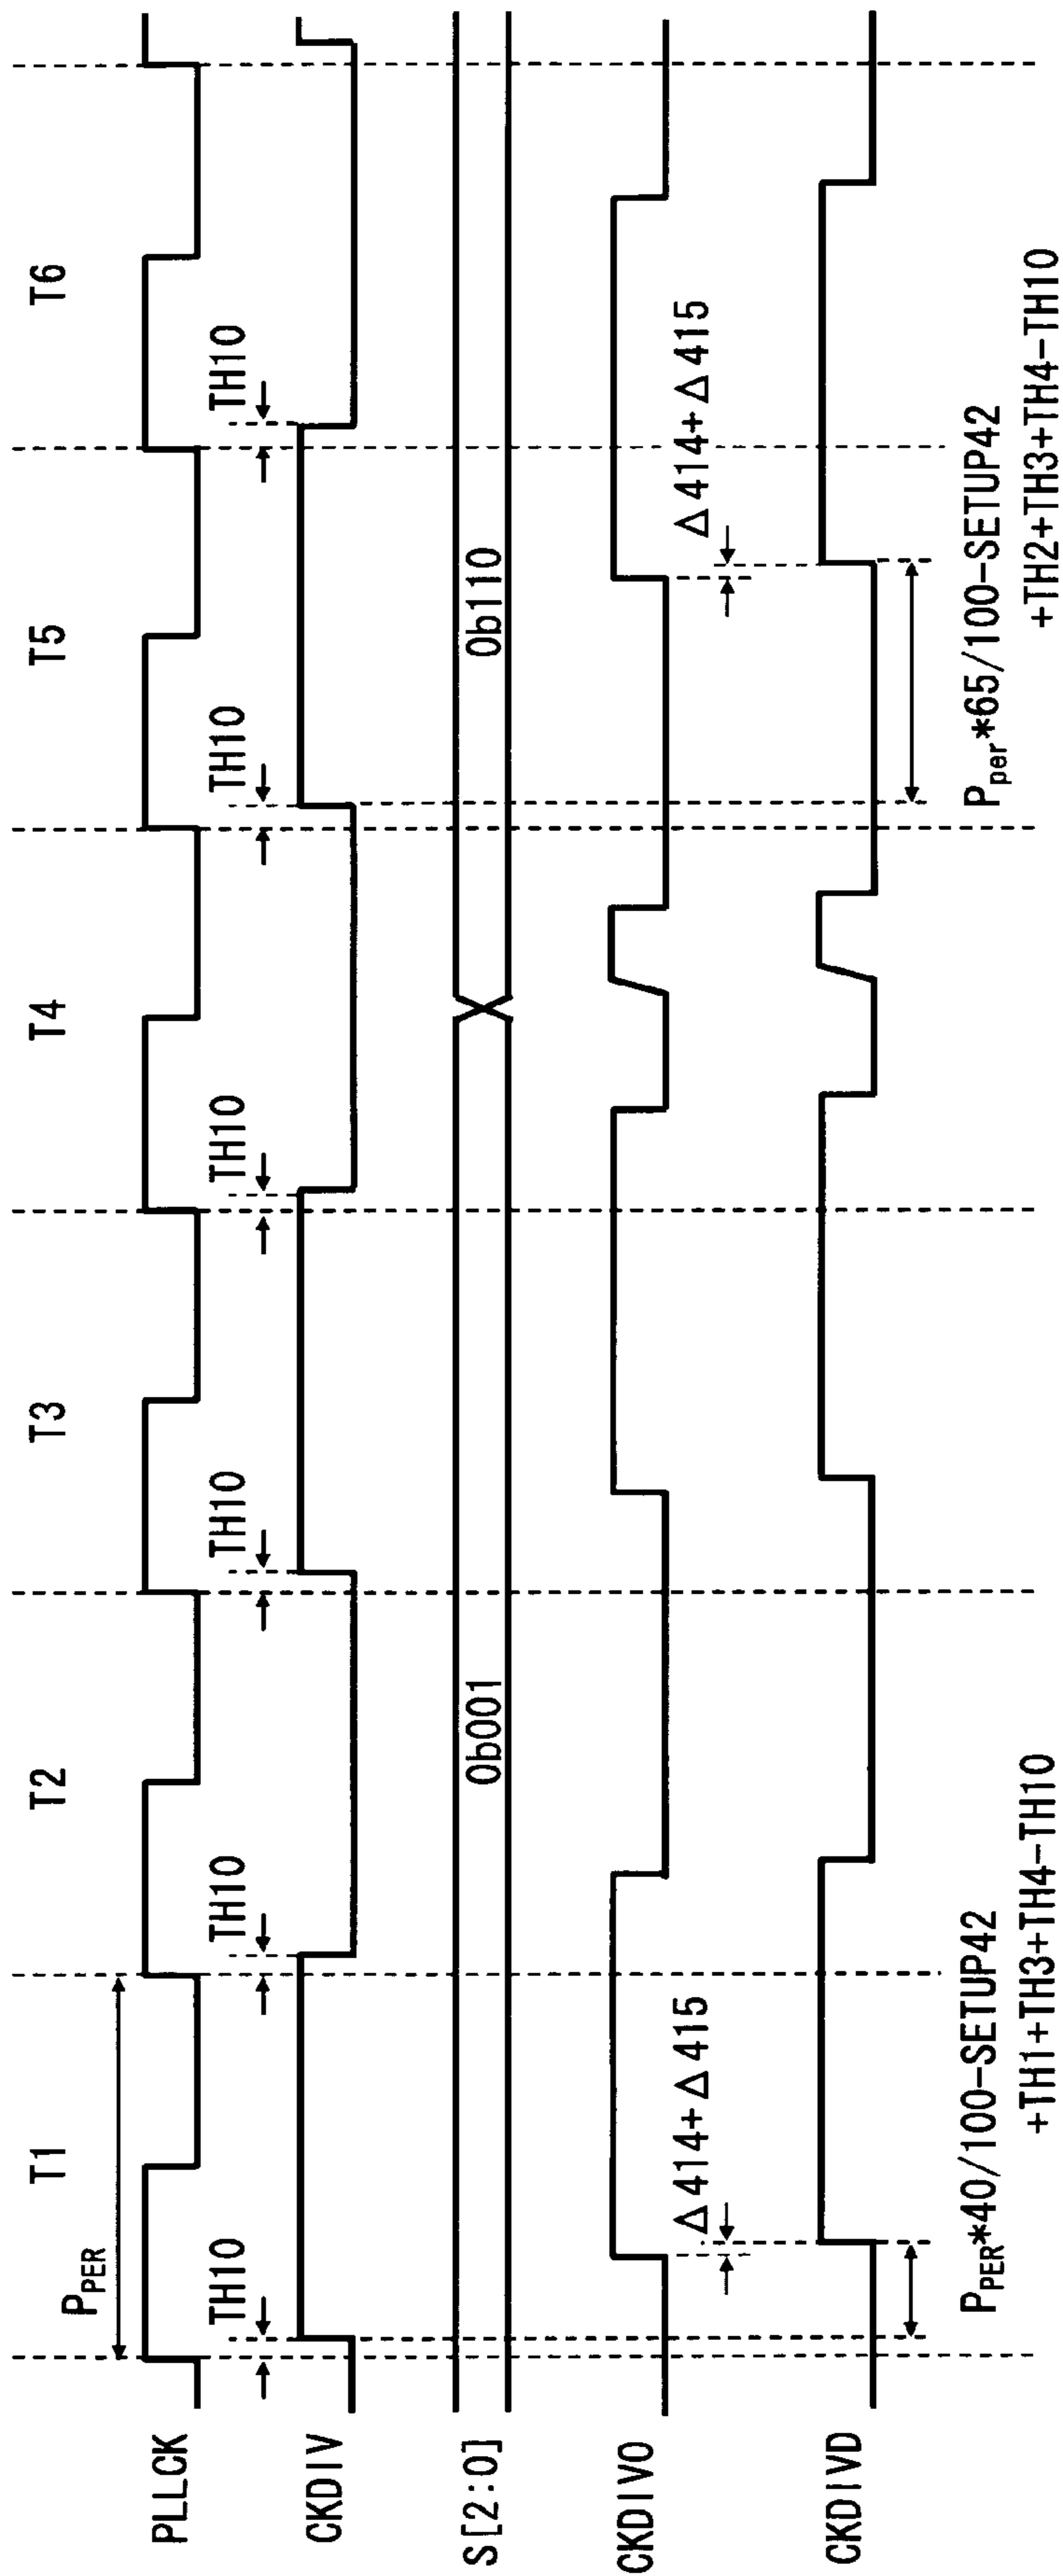 T1 T2 T3 T4 T5 T6
P_PER
PLLCK
TH10 TH10 TH10 TH10 TH10 TH10
CKDIV
S[2:0] 0b001 0b110
CKDIVO
Δ414+Δ415 Δ414+Δ415
CKDIVD
P_PER*40/100-SETUP42
+TH1+TH3+TH4-TH10
P_per*65/100-SETUP42
+TH2+TH3+TH4-TH10